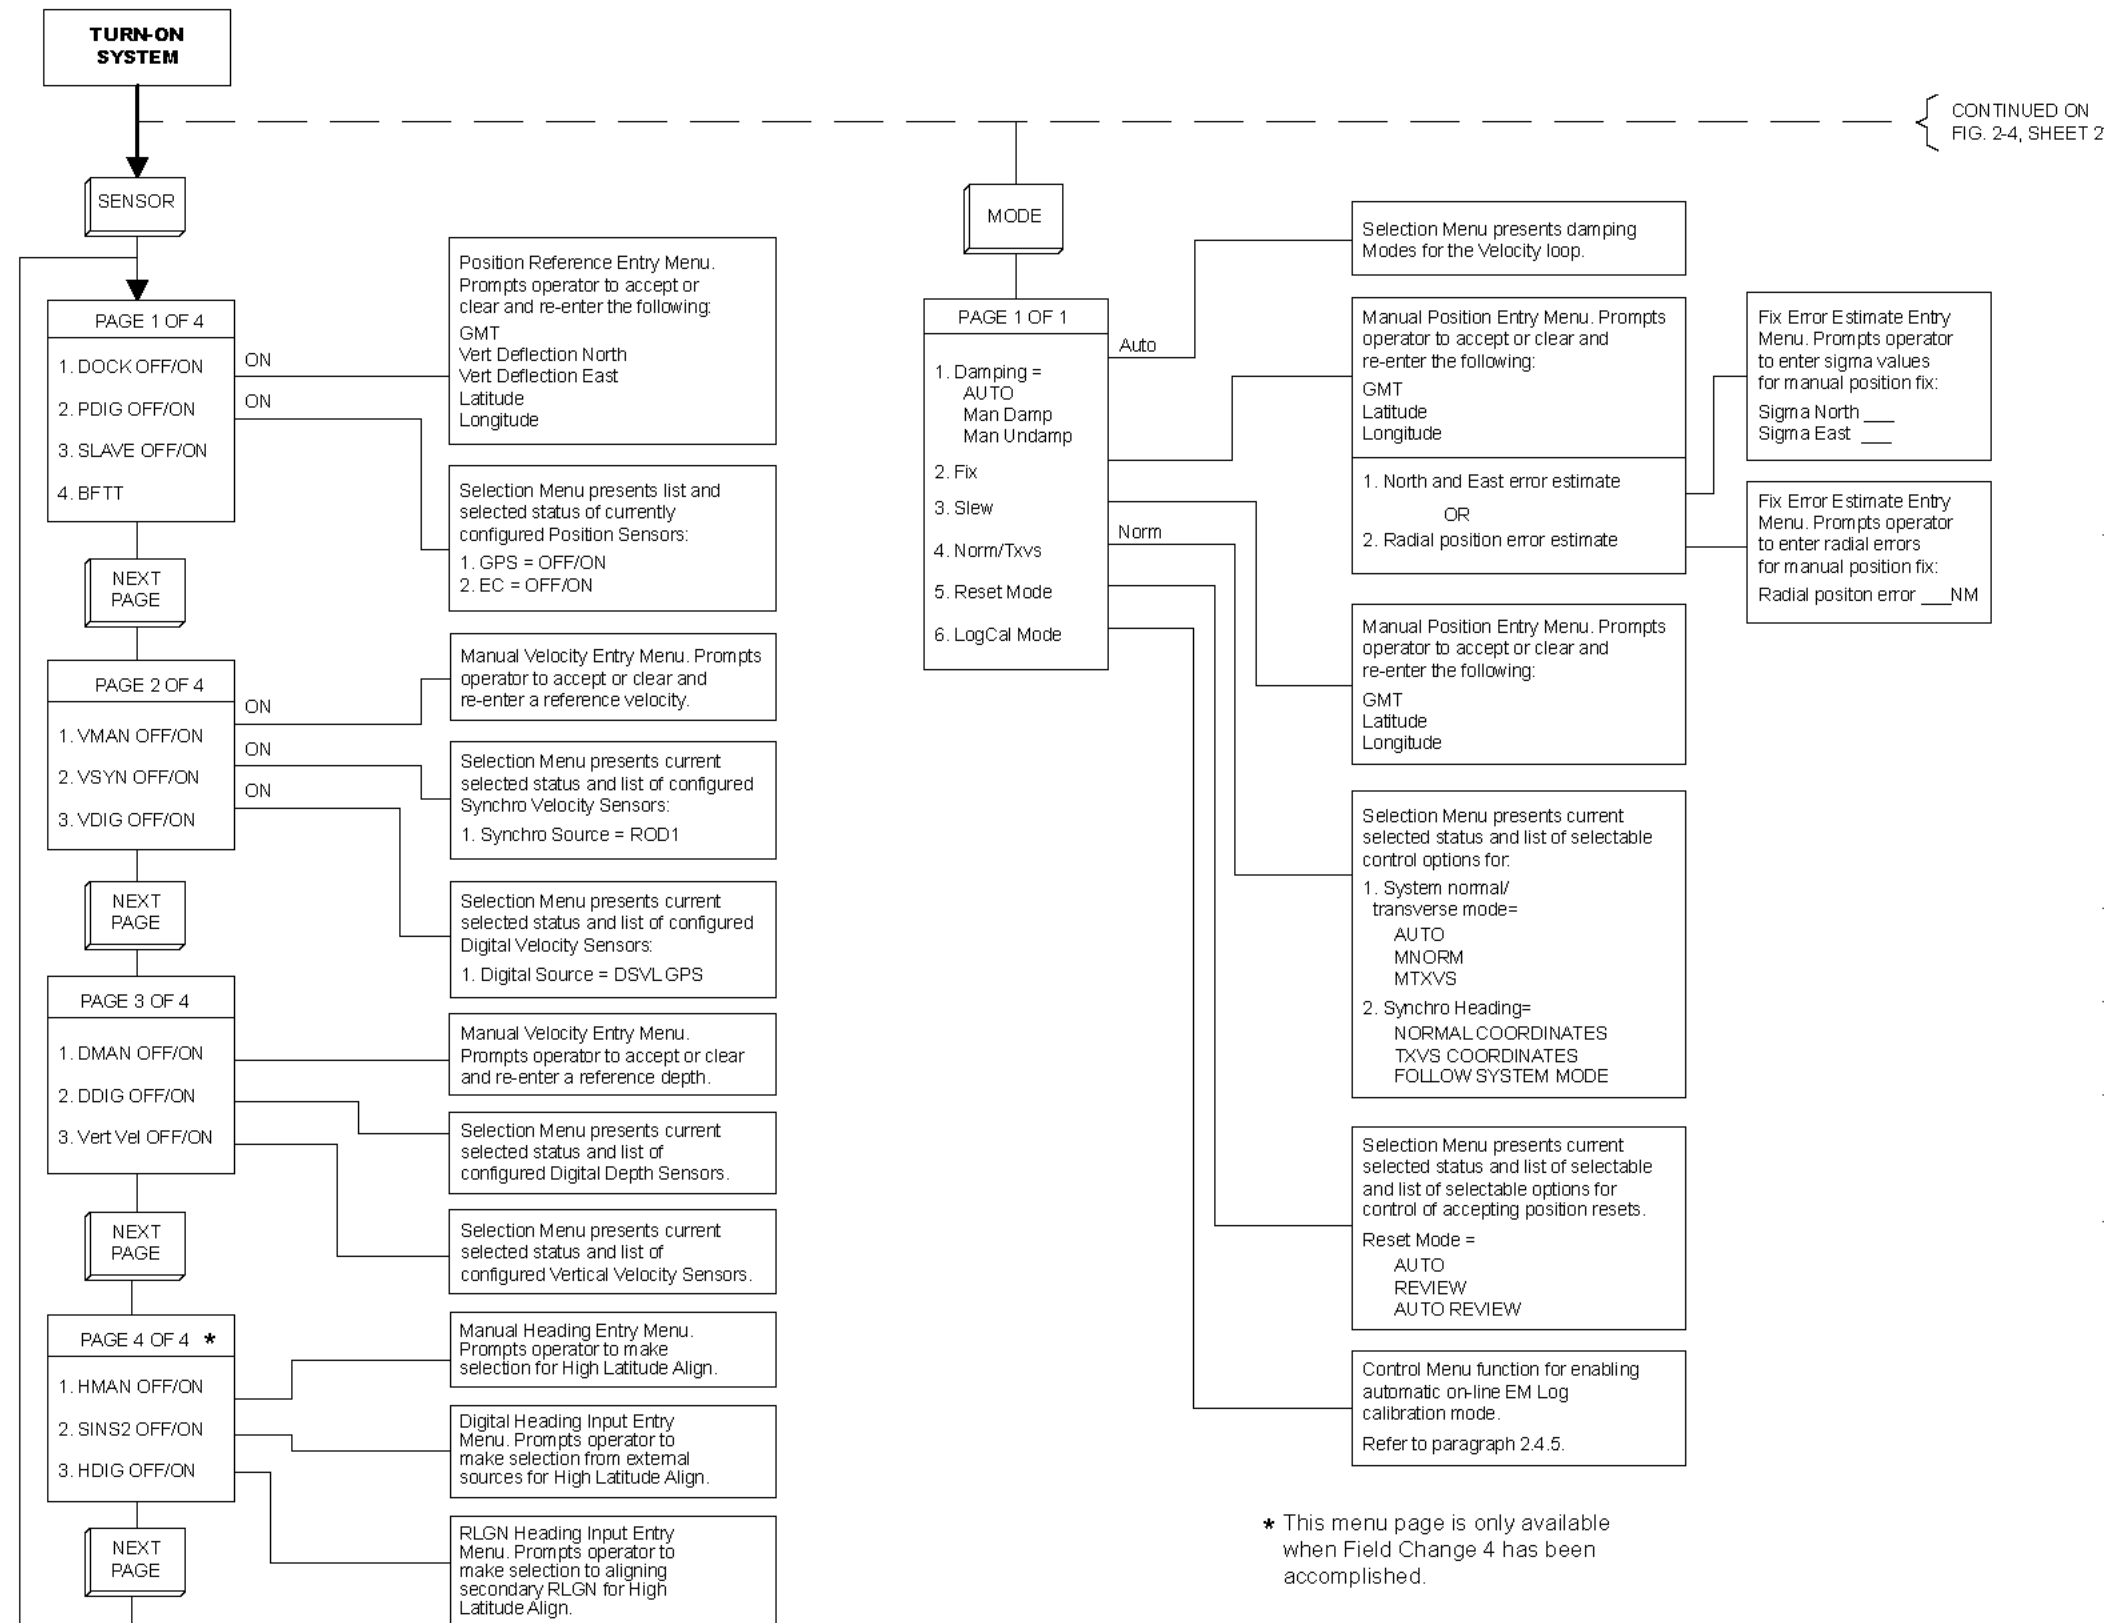 TURN-ON
SYSTEM
CONTINUED ON
FIG. 2-4, SHEET 2
SENSOR
PAGE 1 OF 4
1. DOCK OFF/ON
2. PDIG OFF/ON
3. SLAVE OFF/ON
4. BFTT
ON
ON
Position Reference Entry Menu.
Prompts operator to accept or
clear and re-enter the following:
GMT
Vert Deflection North
Vert Deflection East
Latitude
Longitude
Selection Menu presents list and
selected status of currently
configured Position Sensors:
1. GPS = OFF/ON
2. EC = OFF/ON
NEXT
PAGE
PAGE 2 OF 4
1. VMAN OFF/ON
2. VSYN OFF/ON
3. VDIG OFF/ON
ON
ON
ON
Manual Velocity Entry Menu. Prompts
operator to accept or clear and
re-enter a reference velocity.
Selection Menu presents current
selected status and list of configured
Synchro Velocity Sensors:
1. Synchro Source = ROD1
Selection Menu presents current
selected status and list of configured
Digital Velocity Sensors:
1. Digital Source = DSVL GPS
NEXT
PAGE
PAGE 3 OF 4
1. DMAN OFF/ON
2. DDIG OFF/ON
3. Vert Vel OFF/ON
Manual Velocity Entry Menu.
Prompts operator to accept or clear
and re-enter a reference depth.
Selection Menu presents current
selected status and list of
configured Digital Depth Sensors.
Selection Menu presents current
selected status and list of
configured Vertical Velocity Sensors.
NEXT
PAGE
PAGE 4 OF 4 *
1. HMAN OFF/ON
2. SINS2 OFF/ON
3. HDIG OFF/ON
Manual Heading Entry Menu.
Prompts operator to make
selection for High Latitude Align.
Digital Heading Input Entry
Menu. Prompts operator to
make selection from external
sources for High Latitude Align.
RLGN Heading Input Entry
Menu. Prompts operator to
make selection to aligning
secondary RLGN for High
Latitude Align.
NEXT
PAGE
MODE
PAGE 1 OF 1
1. Damping =
AUTO
Man Damp
Man Undamp
2. Fix
3. Slew
4. Norm/Txvs
5. Reset Mode
6. LogCal Mode
Auto
Norm
Selection Menu presents damping
Modes for the Velocity loop.
Manual Position Entry Menu. Prompts
operator to accept or clear and
re-enter the following:
GMT
Latitude
Longitude
1. North and East error estimate
OR
2. Radial position error estimate
Fix Error Estimate Entry
Menu. Prompts operator
to enter sigma values
for manual position fix:
Sigma North ___
Sigma East ___
Fix Error Estimate Entry
Menu. Prompts operator
to enter radial errors
for manual position fix:
Radial positon error ___NM
Manual Position Entry Menu. Prompts
operator to accept or clear and
re-enter the following:
GMT
Latitude
Longitude
Selection Menu presents current
selected status and list of selectable
control options for:
1. System normal/
transverse mode=
AUTO
MNORM
MTXVS
2. Synchro Heading=
NORMAL COORDINATES
TXVS COORDINATES
FOLLOW SYSTEM MODE
Selection Menu presents current
selected status and list of selectable
and list of selectable options for
control of accepting position resets.
Reset Mode =
AUTO
REVIEW
AUTO REVIEW
Control Menu function for enabling
automatic on-line EM Log
calibration mode.
Refer to paragraph 2.4.5.
* This menu page is only available
when Field Change 4 has been
accomplished.